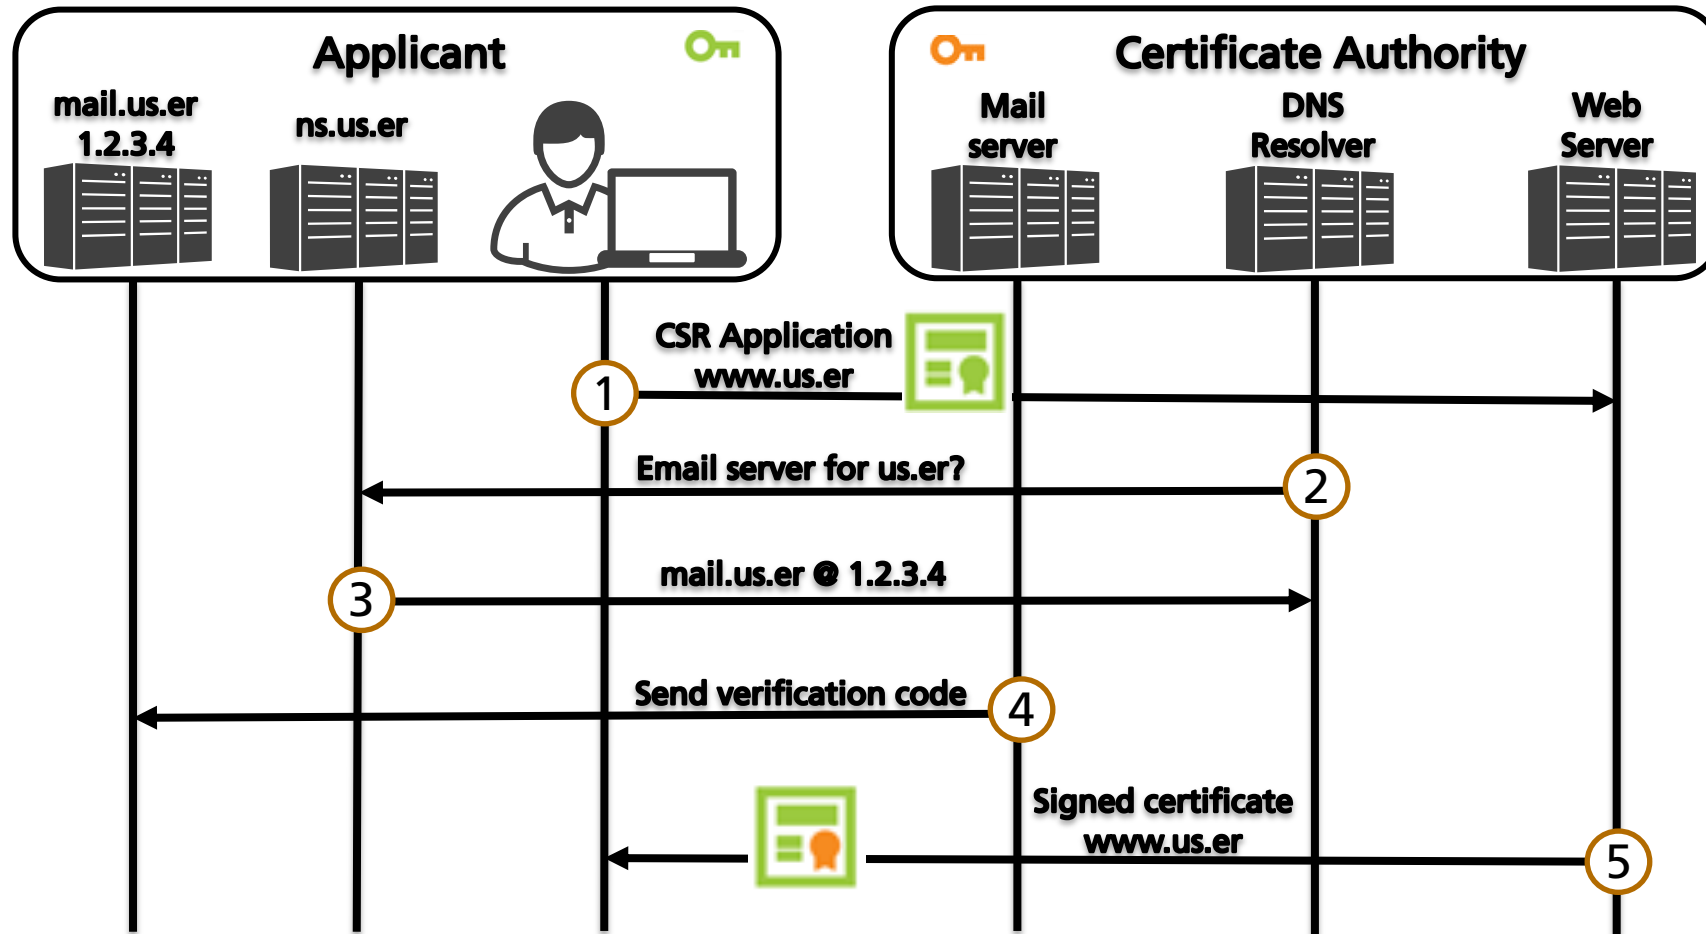 Applicant
Certificate Authority
mail.us.er
1.2.3.4
ns.us.er
Mail
server
DNS
Resolver
Web
Server
CSR Application
www.us.er
1
Email server for us.er?
2
mail.us.er @ 1.2.3.4
3
Send verification code
4
Signed certificate
www.us.er
5